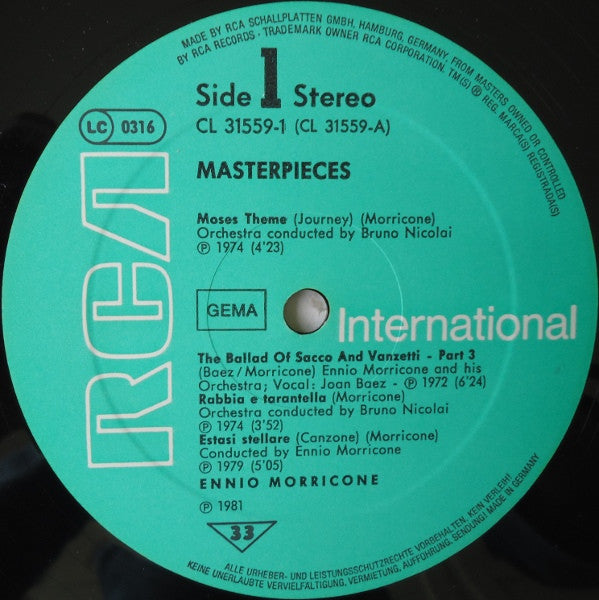 MADE BY RCA SCHALLPLATTEN GMBH, HAMBURG, GERMANY, FROM MASTERS OWNED OR CONTROLLED
BY RCA RECORDS · TRADEMARK OWNER RCA CORPORATION, TM(S) ® REG. MARCA(S) REGISTRADA(S)
Side 1 Stereo
LC 0316
CL 31559-1 (CL 31559-A)
MASTERPIECES
RCA
Moses Theme (Journey) (Morricone)
Orchestra conducted by Bruno Nicolai
℗ 1974 (4'23)
GEMA
International
The Ballad Of Sacco And Vanzetti - Part 3
(Baez/Morricone) Ennio Morricone and his
Orchestra; Vocal: Joan Baez - ℗ 1972 (6'24)
Rabbia e tarantella (Morricone)
Orchestra conducted by Bruno Nicolai
℗ 1974 (3'52)
Estasi stellare (Canzone) (Morricone)
Conducted by Ennio Morricone
℗ 1979 (5'05)
ENNIO MORRICONE
℗ 1981
33
ALLE URHEBER- UND LEISTUNGSSCHUTZRECHTE VORBEHALTEN. KEIN VERLEIH!
KEINE UNERLAUBTE VERVIELFÄLTIGUNG, VERMIETUNG, AUFFÜHRUNG, SENDUNG! MADE IN GERMANY